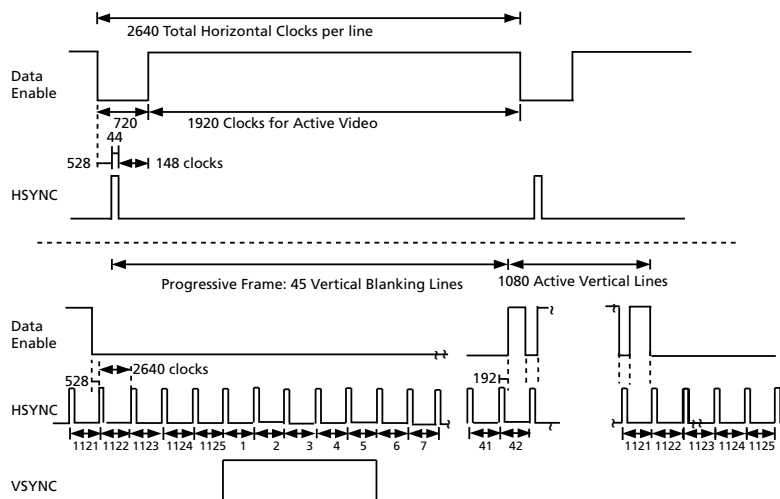 2640 Total Horizontal Clocks per line
Data
Enable
720
1920 Clocks for Active Video
44
528
148 clocks
HSYNC
Progressive Frame: 45 Vertical Blanking Lines
1080 Active Vertical Lines
Data
Enable
528
2640 clocks
192
HSYNC
1121 1122 1123 1124 1125 1 2 3 4 5 6 7 41 42 1121 1122 1123 1124 1125
VSYNC